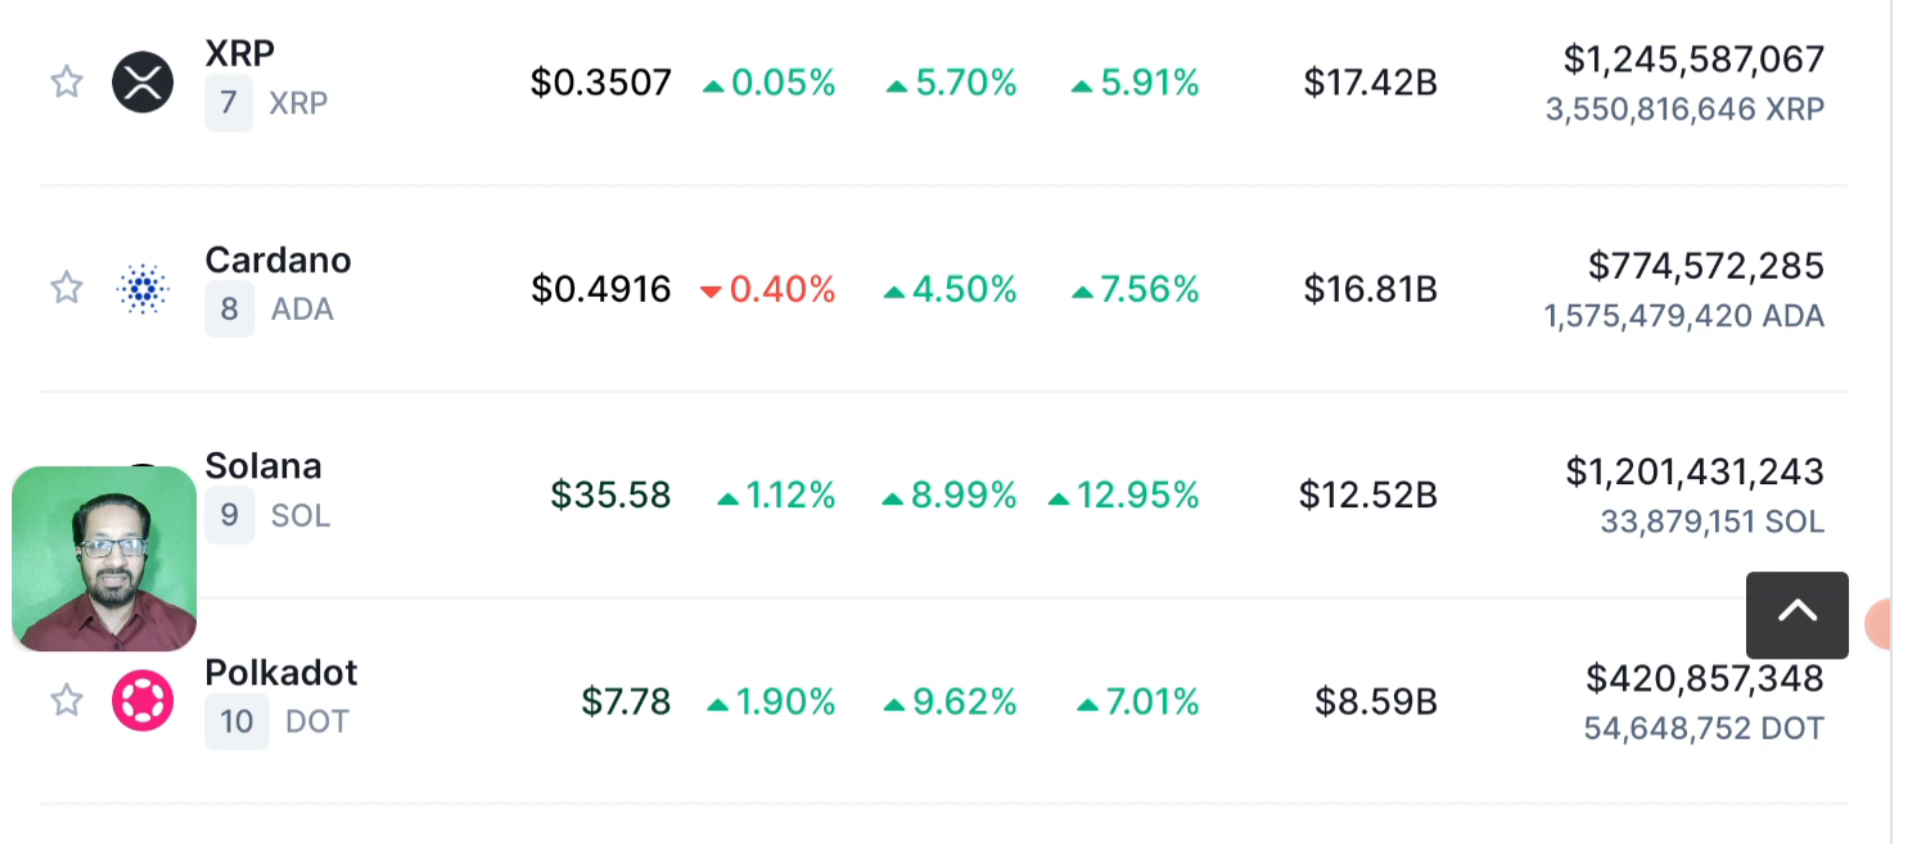 XRP
7 XRP
$0.3507 0.05% 5.70% 5.91% $17.42B
$1,245,587,067
3,550,816,646 XRP
Cardano
8 ADA
$0.4916 0.40% 4.50% 7.56% $16.81B
$774,572,285
1,575,479,420 ADA
Solana
9 SOL
$35.58 1.12% 8.99% 12.95% $12.52B
$1,201,431,243
33,879,151 SOL
Polkadot
10 DOT
$7.78 1.90% 9.62% 7.01% $8.59B
$420,857,348
54,648,752 DOT